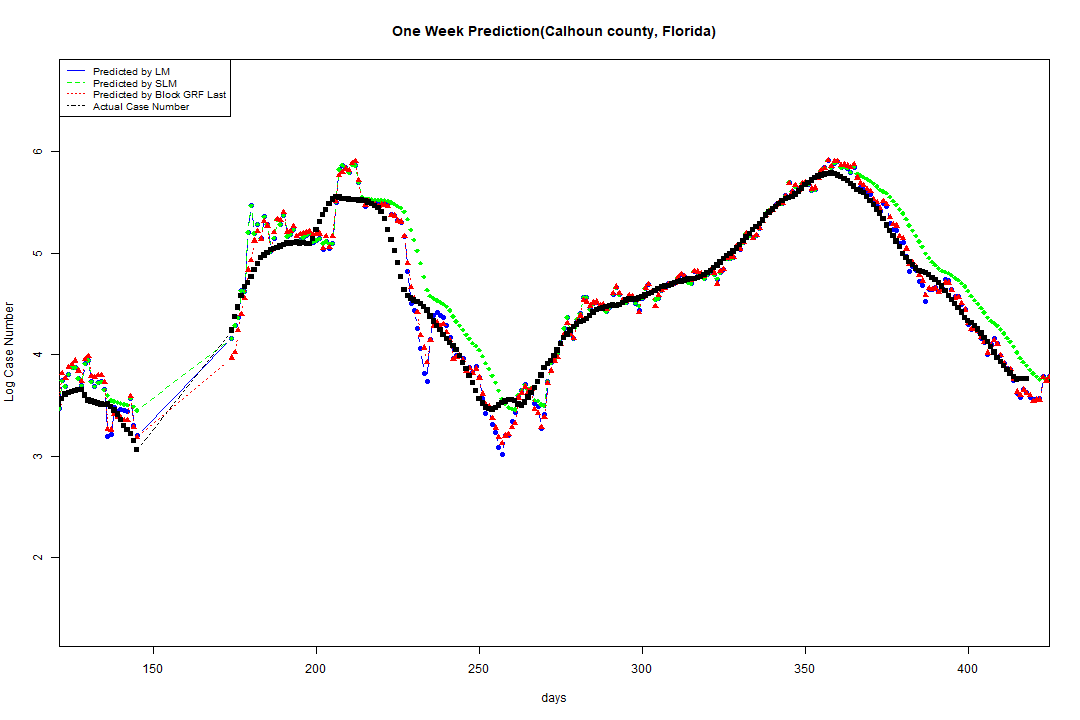 One Week Prediction(Calhoun county, Florida)
Predicted by LM
Predicted by SLM
Predicted by Block GRF Last
Actual Case Number
6
5
4
3
2
Log Case Number
150
200
250
300
350
400
days